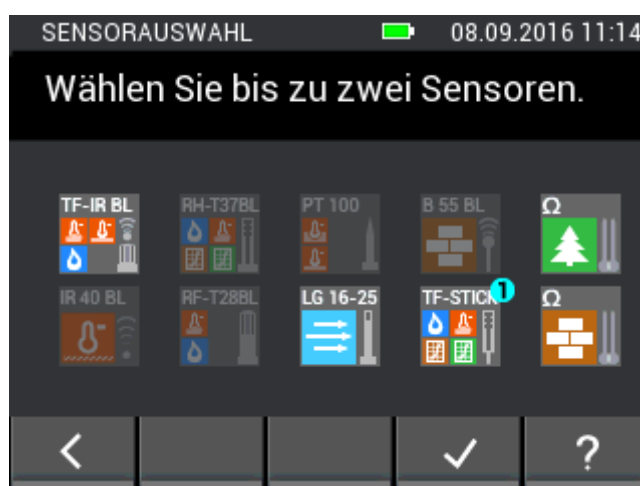 SENSORAUSWAHL 08.09.2016 11:14
Wählen Sie bis zu zwei Sensoren.
TF-IR BL RH-T37BL PT 100 B 55 BL Ω
IR 40 BL RF-T28BL LG 16-25 TF-STICK 1 Ω
?